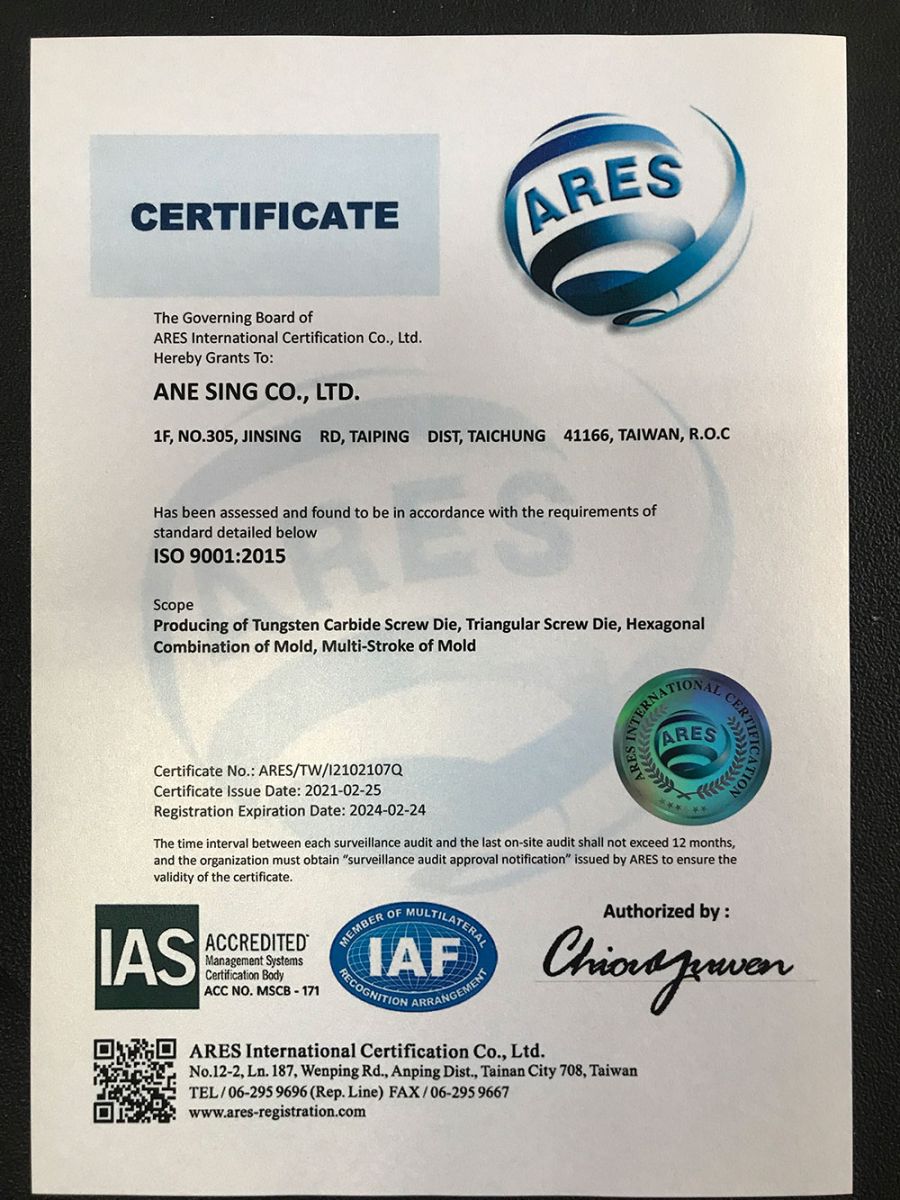 CERTIFICATE
ARES
The Governing Board of
ARES International Certification Co., Ltd.
Hereby Grants To:
ANE SING CO., LTD.
1F, NO.305, JINSING RD, TAIPING DIST, TAICHUNG 41166, TAIWAN, R.O.C
ARES
Has been assessed and found to be in accordance with the requirements of
standard detailed below
ISO 9001:2015
Scope
Producing of Tungsten Carbide Screw Die, Triangular Screw Die, Hexagonal
Combination of Mold, Multi-Stroke of Mold
ARES INTERNATIONAL CERTIFICATION
ARES
Certificate No.: ARES/TW/I2102107Q
Certificate Issue Date: 2021-02-25
Registration Expiration Date: 2024-02-24
The time interval between each surveillance audit and the last on-site audit shall not exceed 12 months,
and the organization must obtain “surveillance audit approval notification” issued by ARES to ensure the
validity of the certificate.
IAS
ACCREDITED
Management Systems
Certification Body
ACC NO. MSCB - 171
MEMBER OF MULTILATERAL
IAF
RECOGNITION ARRANGEMENT
Authorized by :
ARES International Certification Co., Ltd.
No.12-2, Ln. 187, Wenping Rd., Anping Dist., Tainan City 708, Taiwan
TEL / 06-295 9696 (Rep. Line) FAX / 06-295 9667
www.ares-registration.com